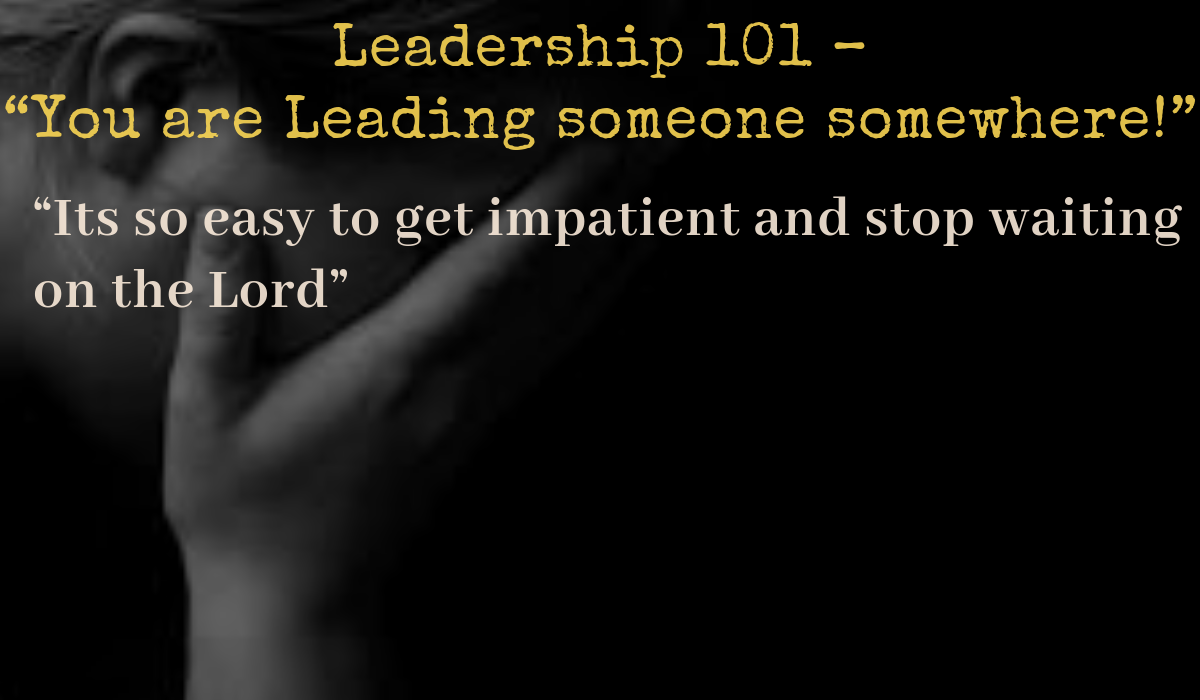 Leadership 101 -
“You are Leading someone somewhere!”
“Its so easy to get impatient and stop waiting
on the Lord”